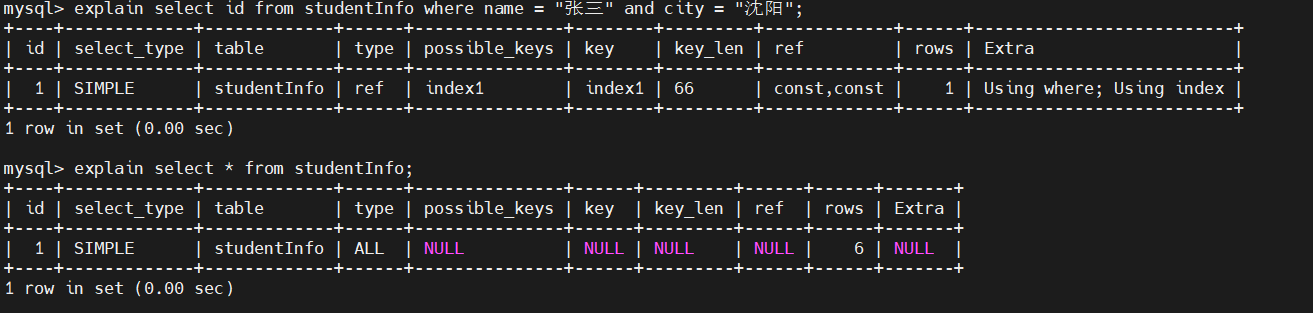 mysql> explain select id from studentInfo where name = "张三" and city = "沈阳";
+----+-------------+-------------+------+---------------+--------+---------+-------------+------+--------------------------+
| id | select_type | table       | type | possible_keys | key    | key_len | ref         | rows | Extra                    |
+----+-------------+-------------+------+---------------+--------+---------+-------------+------+--------------------------+
|  1 | SIMPLE      | studentInfo | ref  | index1        | index1 | 66      | const,const |    1 | Using where; Using index |
+----+-------------+-------------+------+---------------+--------+---------+-------------+------+--------------------------+
1 row in set (0.00 sec)
mysql> explain select * from studentInfo;
+----+-------------+-------------+------+---------------+------+---------+------+------+-------+
| id | select_type | table       | type | possible_keys | key  | key_len | ref  | rows | Extra |
+----+-------------+-------------+------+---------------+------+---------+------+------+-------+
|  1 | SIMPLE      | studentInfo | ALL  | NULL          | NULL | NULL    | NULL |    6 | NULL  |
+----+-------------+-------------+------+---------------+------+---------+------+------+-------+
1 row in set (0.00 sec)